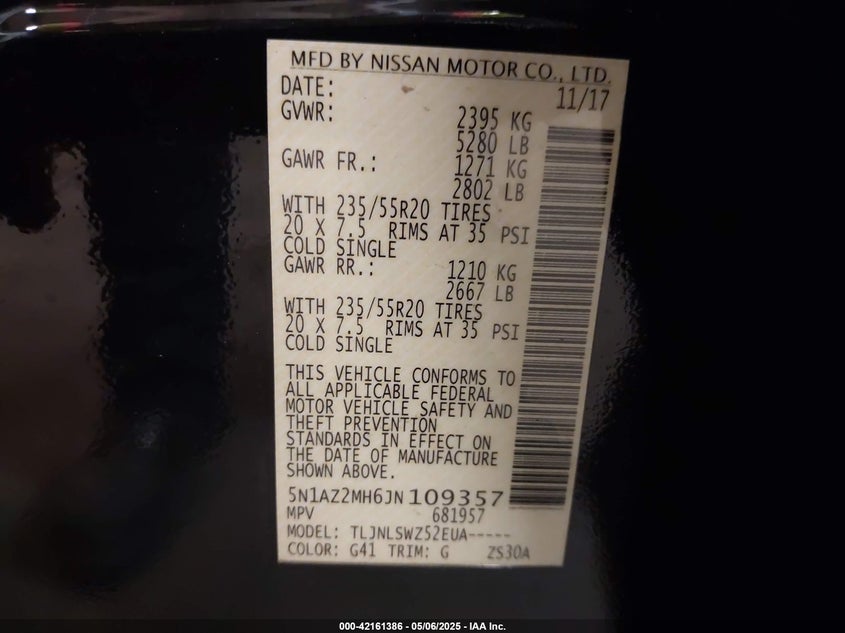 MFD BY NISSAN MOTOR CO., LTD.
DATE: 11/17
GVWR: 2395 KG
5280 LB
GAWR FR.: 1271 KG
2802 LB
WITH 235/55R20 TIRES
20 X 7.5 RIMS AT 35 PSI
COLD SINGLE
GAWR RR.: 1210 KG
2667 LB
WITH 235/55R20 TIRES
20 X 7.5 RIMS AT 35 PSI
COLD SINGLE
THIS VEHICLE CONFORMS TO
ALL APPLICABLE FEDERAL
MOTOR VEHICLE SAFETY AND
THEFT PREVENTION
STANDARDS IN EFFECT ON
THE DATE OF MANUFACTURE
SHOWN ABOVE.
5N1AZ2MH6JN109357
MPV 681957
MODEL: TLJNLSWZ52EUA-----
COLOR: G41 TRIM: G ZS30A
000-42161386 - 05/06/2025 - IAA Inc.